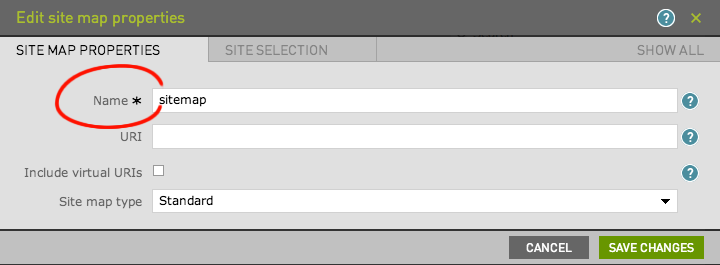 Edit site map properties ? ×
SITE MAP PROPERTIES SITE SELECTION SHOW ALL
Name * sitemap ?
URI ?
Include virtual URIs ?
Site map type Standard
CANCEL SAVE CHANGES